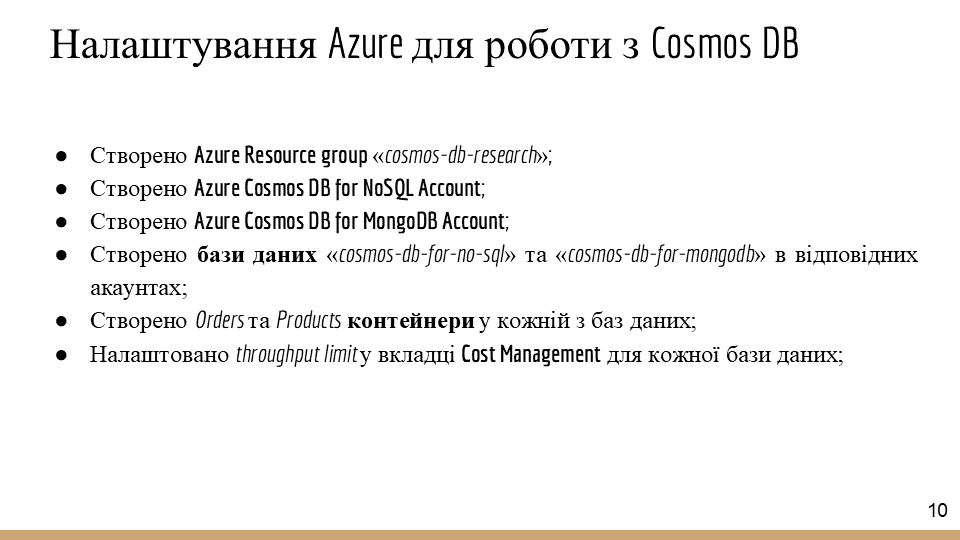 Налаштування Azure для роботи з Cosmos DB
● Створено Azure Resource group «cosmos-db-research»;
● Створено Azure Cosmos DB for NoSQL Account;
● Створено Azure Cosmos DB for MongoDB Account;
● Створено бази даних «cosmos-db-for-no-sql» та «cosmos-db-for-mongodb» в відповідних
акаунтах;
● Створено Orders та Products контейнери у кожній з баз даних;
● Налаштовано throughput limit у вкладці Cost Management для кожної бази даних;
10